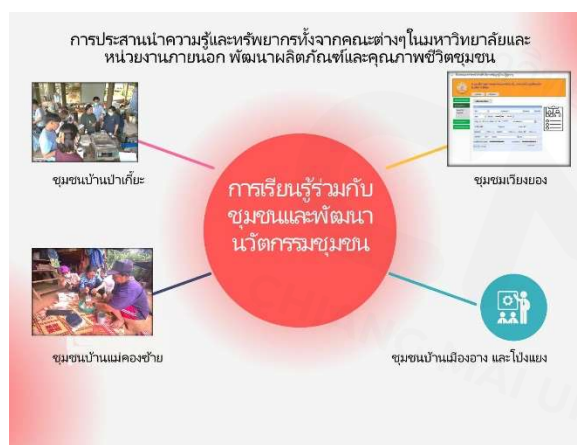 การประสานนำความรู้และทรัพยากรทั้งจากคณะต่างๆในมหาวิทยาลัยและ
หน่วยงานภายนอก พัฒนาผลิตภัณฑ์และคุณภาพชีวิตชุมชน
ชุมชนบ้านป่าเกี๊ยะ
ชุมชมเวียงยอง
การเรียนรู้ร่วมกับ
ชุมชนและพัฒนา
นวัตกรรมชุมชน
ชุมชนบ้านแม่คองซ้าย
ชุมชนบ้านเมืองอาง และโป่งแยง
CHIANG MAI U